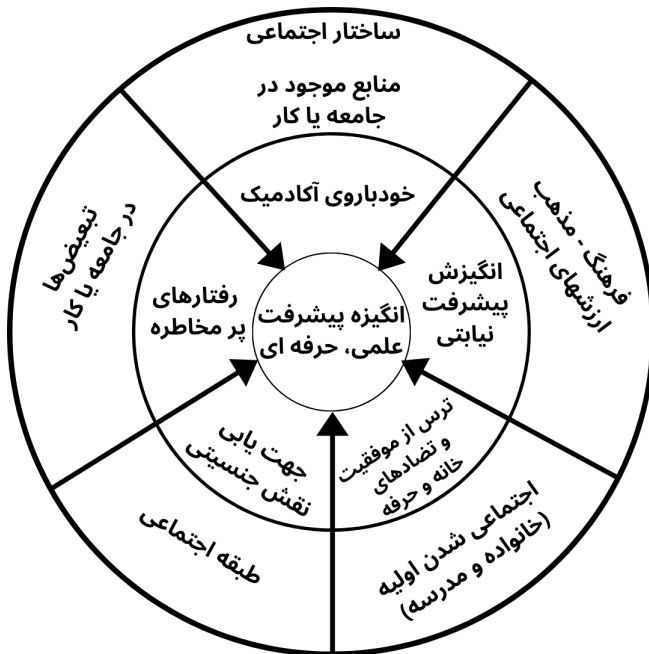 ساختار اجتماعی
منابع موجود در
جامعه یا کار
فرهنگ - مذهب
ارزشهای اجتماعی
تبعیض‌ها
در جامعه یا کار
خودباروی آکادمیک
انگیزش
پیشرفت
نیابتی
رفتارهای
پر مخاطره
انگیزه پیشرفت
علمی، حرفه ای
ترس از موفقیت
و تضادهای
خانه و حرفه
جهت یابی
نقش جنسیتی
اجتماعی شدن اولیه
(خانواده و مدرسه)
طبقه اجتماعی